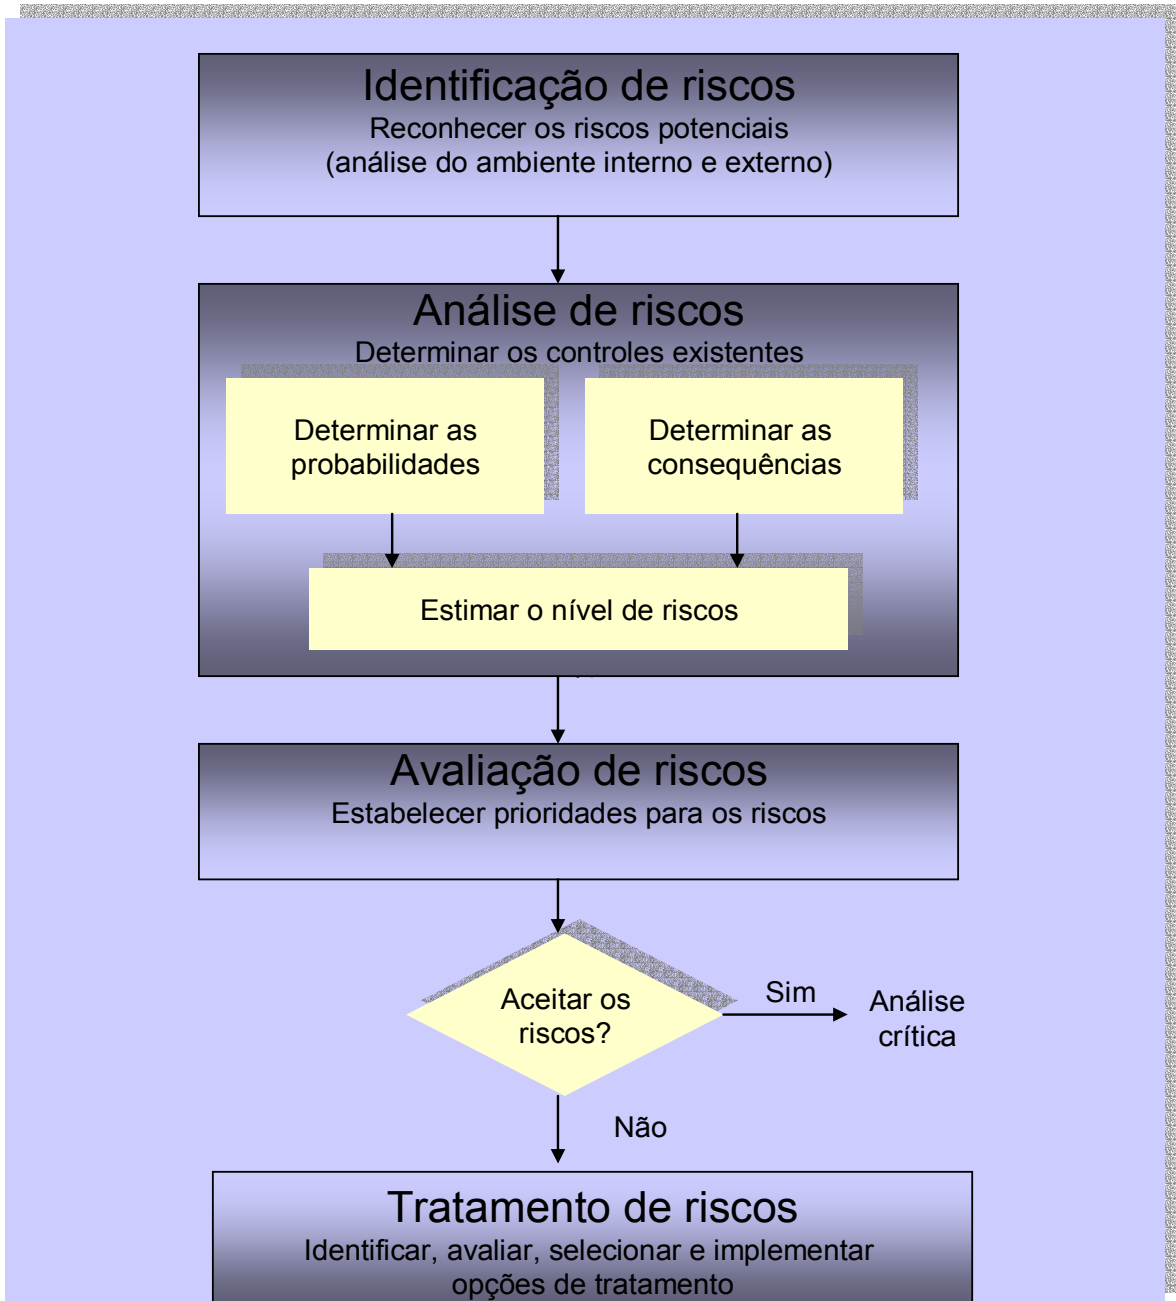 Identificação de riscos
Reconhecer os riscos potenciais
(análise do ambiente interno e externo)
Análise de riscos
Determinar os controles existentes
Determinar as
probabilidades
Determinar as
consequências
Estimar o nível de riscos
Avaliação de riscos
Estabelecer prioridades para os riscos
Aceitar os
riscos?
Sim
Análise
crítica
Não
Tratamento de riscos
Identificar, avaliar, selecionar e implementar
opções de tratamento